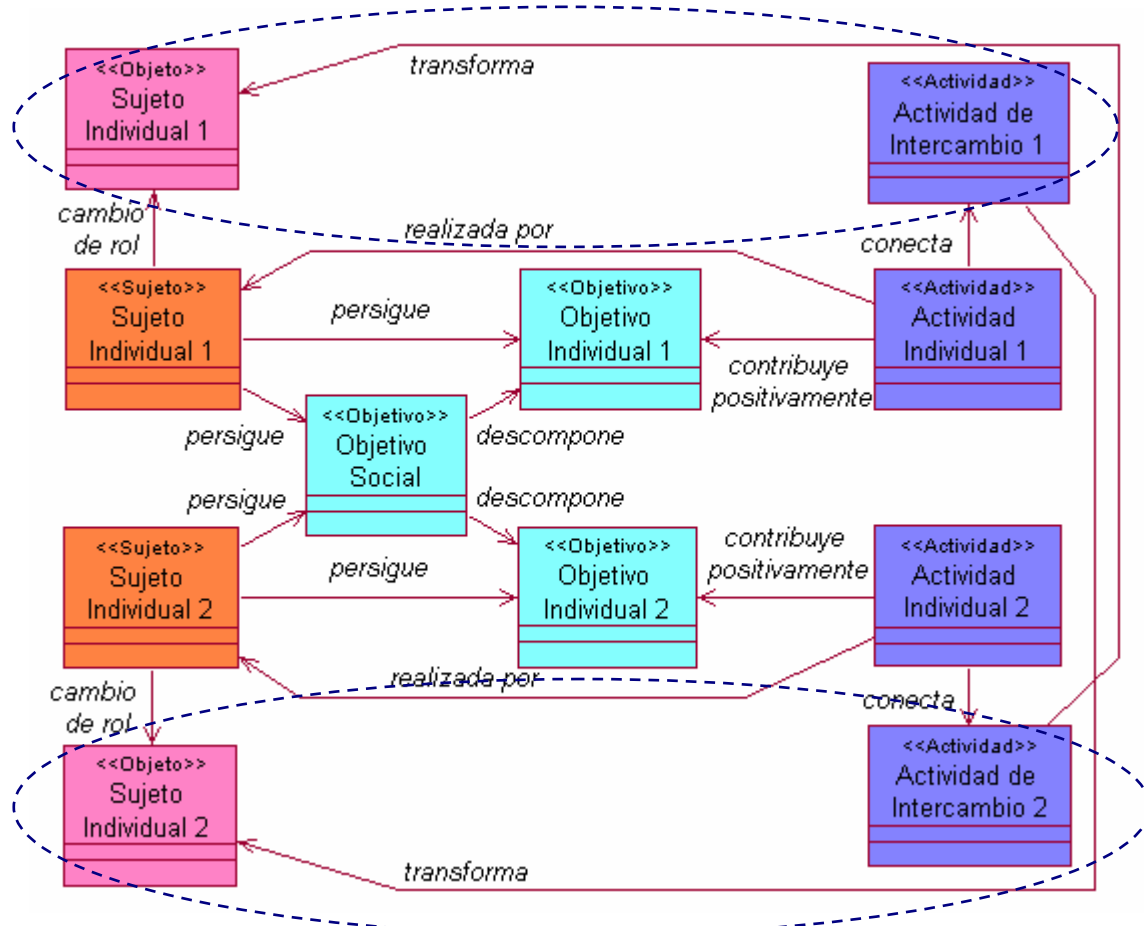 <<Objeto>>
Sujeto
Individual 1
transforma
<<Actividad>>
Actividad de
Intercambio 1
cambio
de rol
realizada por
conecta
<<Sujeto>>
Sujeto
Individual 1
persigue
<<Objetivo>>
Objetivo
Individual 1
<<Actividad>>
Actividad
Individual 1
contribuye
positivamente
persigue
<<Objetivo>>
Objetivo
Social
descompone
persigue
descompone
<<Sujeto>>
Sujeto
Individual 2
persigue
<<Objetivo>>
Objetivo
Individual 2
contribuye
positivamente
<<Actividad>>
Actividad
Individual 2
cambio
de rol
realizada por
conecta
<<Objeto>>
Sujeto
Individual 2
<<Actividad>>
Actividad de
Intercambio 2
transforma